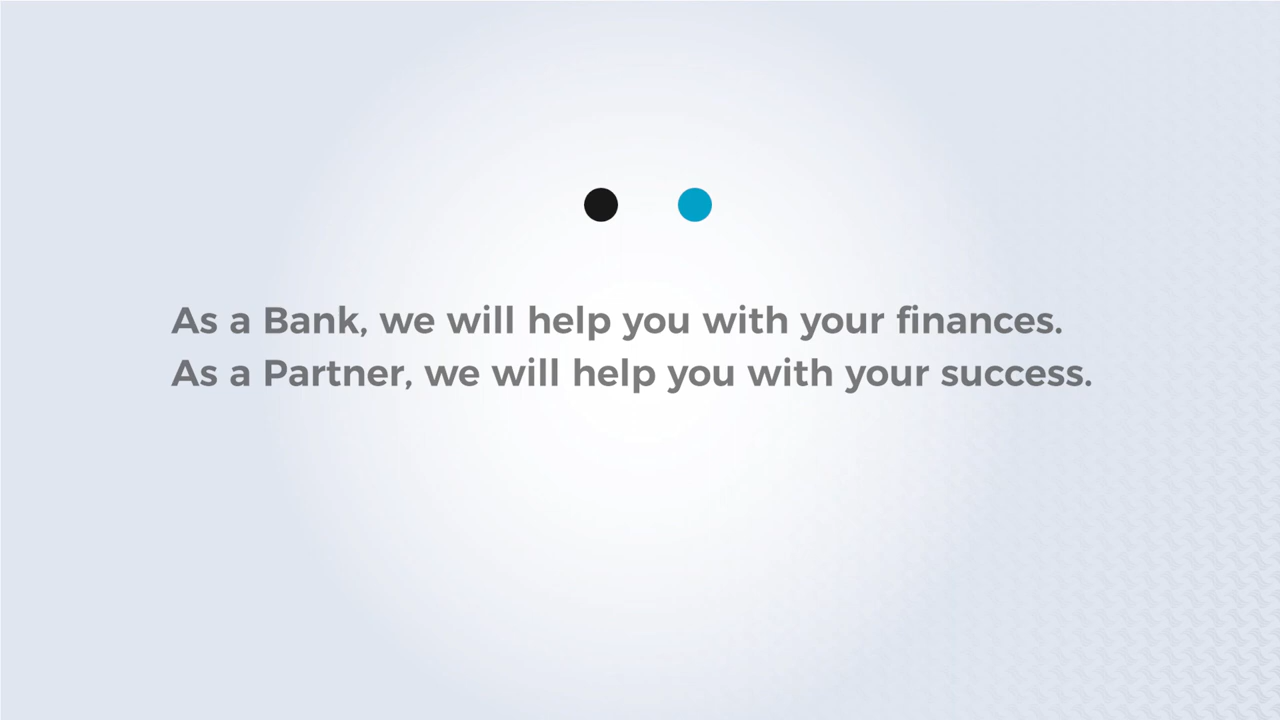 As a Bank, we will help you with your finances.
As a Partner, we will help you with your success.